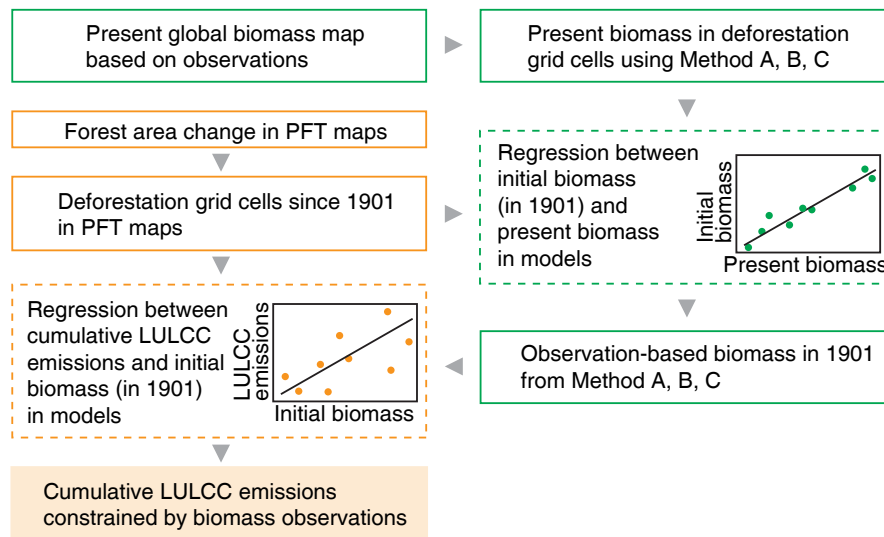 Present global biomass map
based on observations
Present biomass in deforestation
grid cells using Method A, B, C
Forest area change in PFT maps
Deforestation grid cells since 1901
in PFT maps
Regression between
initial biomass
(in 1901) and
present biomass
in models
Initial
biomass
Present biomass
Regression between
cumulative LULCC
emissions and initial
biomass (in 1901)
in models
LULCC
emissions
Initial biomass
Observation-based biomass in 1901
from Method A, B, C
Cumulative LULCC emissions
constrained by biomass observations